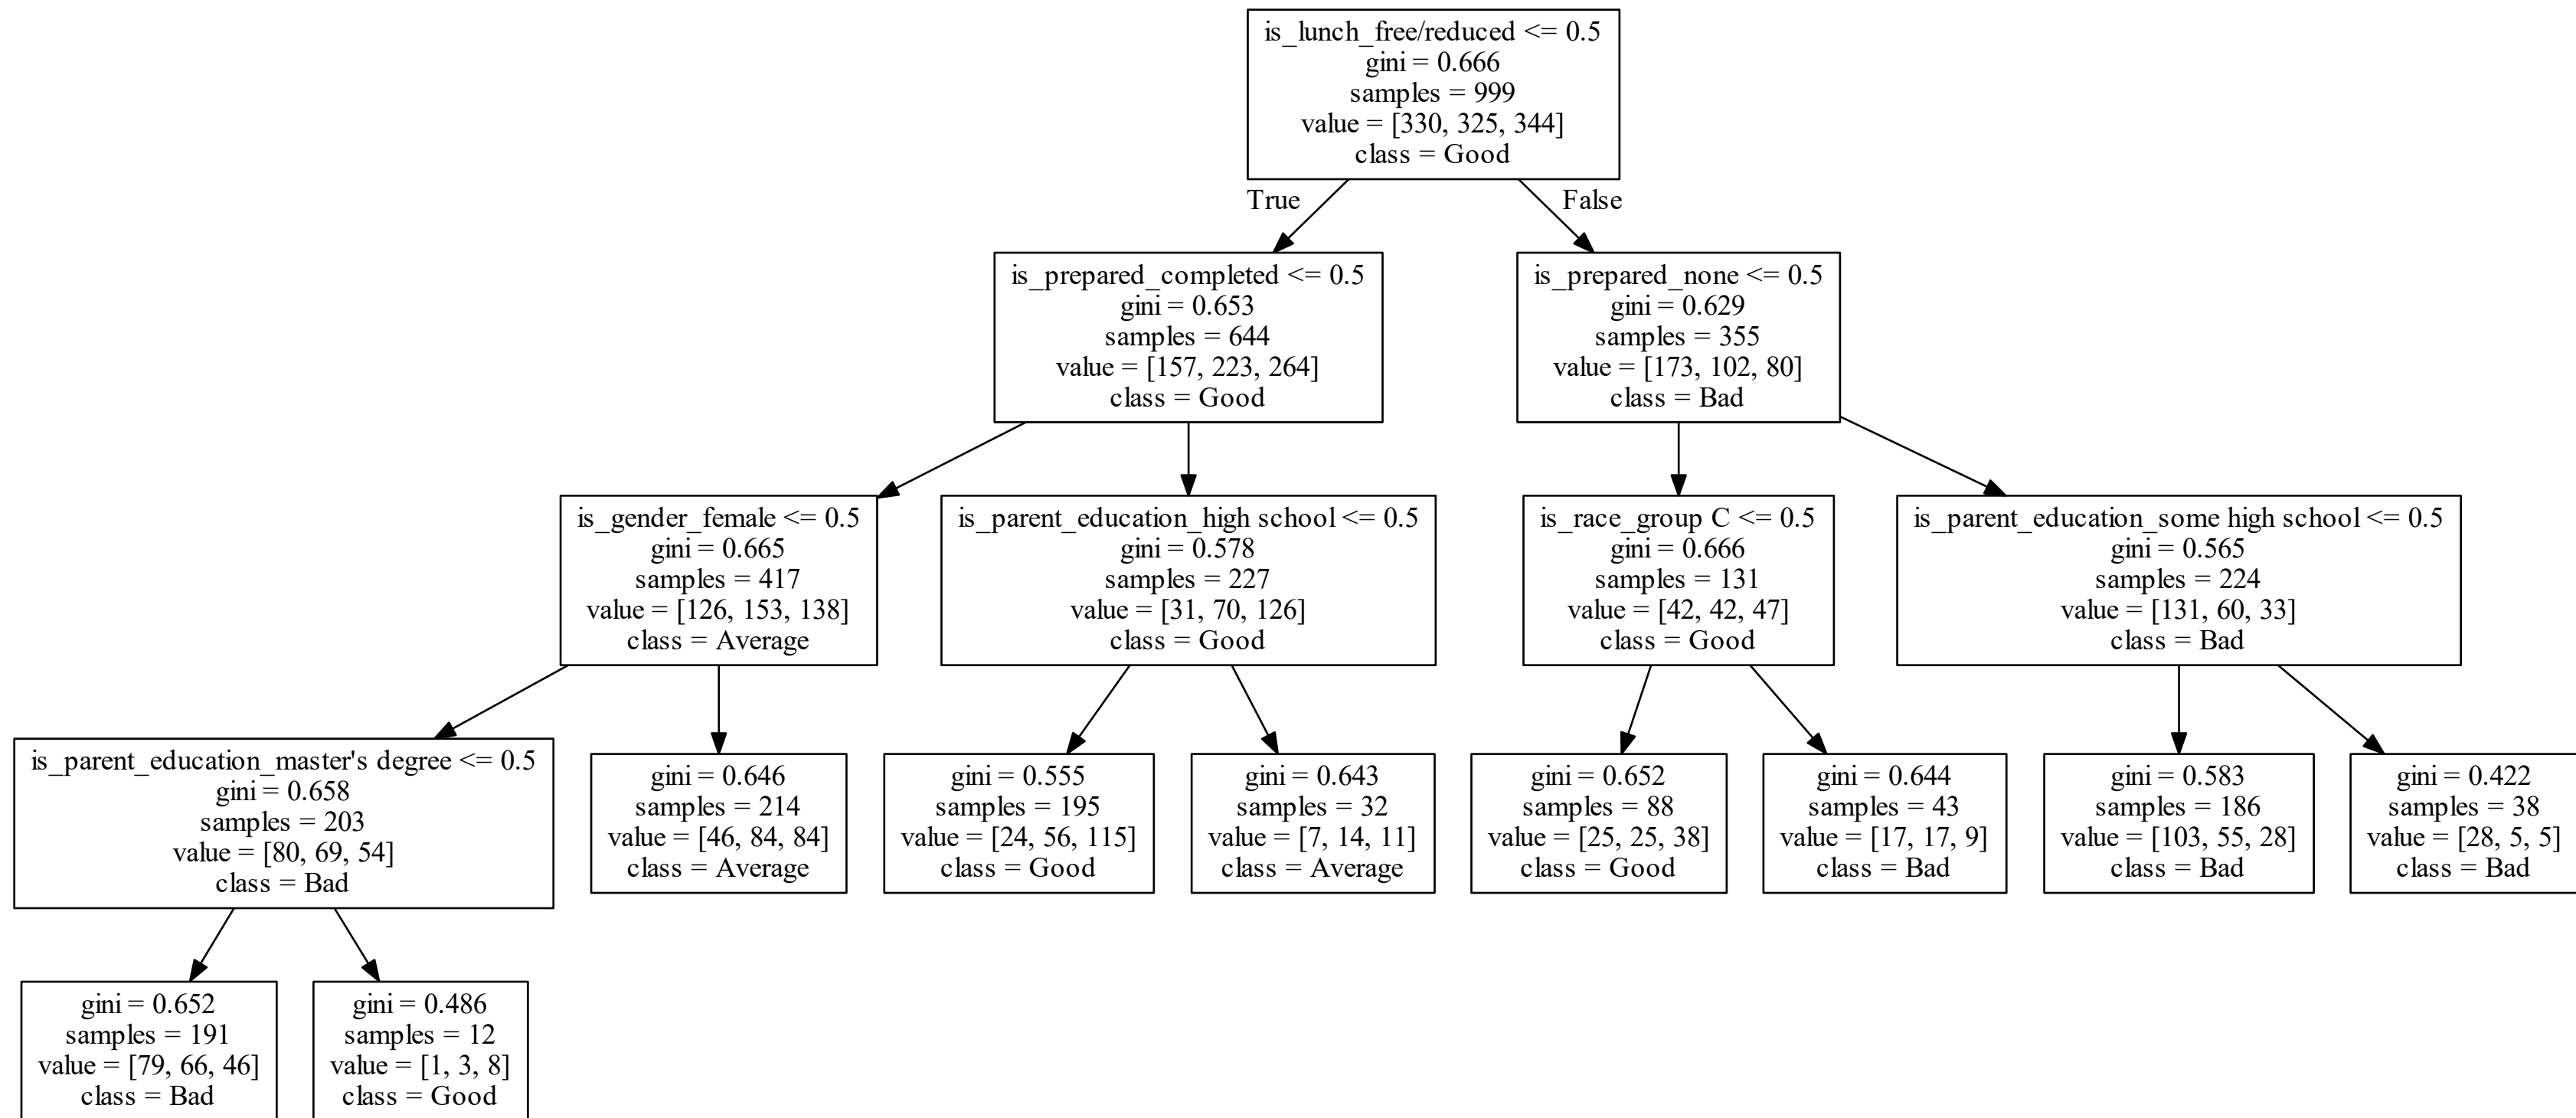 is_lunch_free/reduced <= 0.5
gini = 0.666
samples = 999
value = [330, 325, 344]
class = Good
True
False
is_prepared_completed <= 0.5
gini = 0.653
samples = 644
value = [157, 223, 264]
class = Good
is_prepared_none <= 0.5
gini = 0.629
samples = 355
value = [173, 102, 80]
class = Bad
is_gender_female <= 0.5
gini = 0.665
samples = 417
value = [126, 153, 138]
class = Average
is_parent_education_high school <= 0.5
gini = 0.578
samples = 227
value = [31, 70, 126]
class = Good
is_race_group C <= 0.5
gini = 0.666
samples = 131
value = [42, 42, 47]
class = Good
is_parent_education_some high school <= 0.5
gini = 0.565
samples = 224
value = [131, 60, 33]
class = Bad
is_parent_education_master's degree <= 0.5
gini = 0.658
samples = 203
value = [80, 69, 54]
class = Bad
gini = 0.646
samples = 214
value = [46, 84, 84]
class = Average
gini = 0.555
samples = 195
value = [24, 56, 115]
class = Good
gini = 0.643
samples = 32
value = [7, 14, 11]
class = Average
gini = 0.652
samples = 88
value = [25, 25, 38]
class = Good
gini = 0.644
samples = 43
value = [17, 17, 9]
class = Bad
gini = 0.583
samples = 186
value = [103, 55, 28]
class = Bad
gini = 0.422
samples = 38
value = [28, 5, 5]
class = Bad
gini = 0.652
samples = 191
value = [79, 66, 46]
class = Bad
gini = 0.486
samples = 12
value = [1, 3, 8]
class = Good